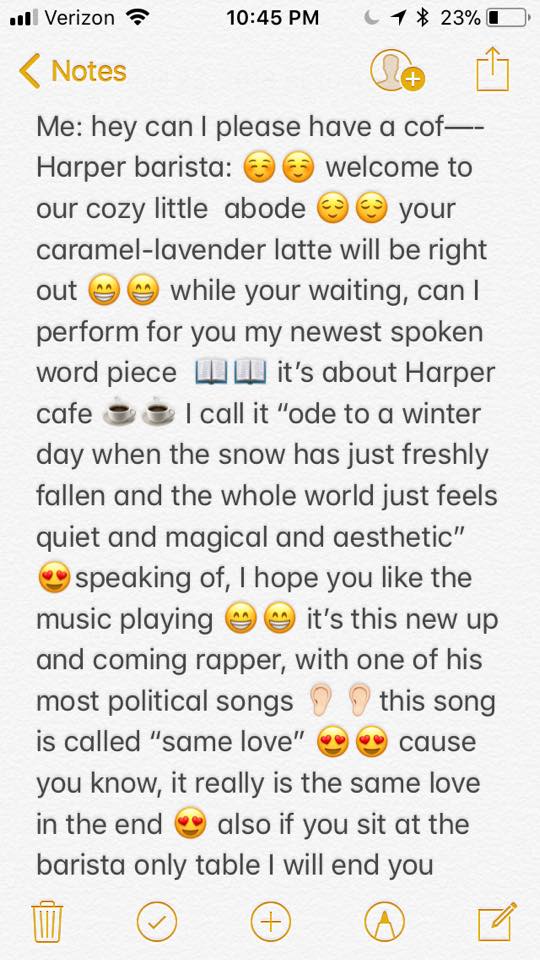 Verizon 10:45 PM 23%
Notes
Me: hey can I please have a cof—-
Harper barista: ☺️☺️ welcome to
our cozy little  abode 😌😌 your
caramel-lavender latte will be right
out 😁😁 while your waiting, can I
perform for you my newest spoken
word piece  📖📖 it’s about Harper
cafe ☕️☕️ I call it “ode to a winter
day when the snow has just freshly
fallen and the whole world just feels
quiet and magical and aesthetic”
😍speaking of, I hope you like the
music playing 😁😁 it’s this new up
and coming rapper, with one of his
most political songs 👂🏻👂🏻this song
is called “same love” 😍😍 cause
you know, it really is the same love
in the end 😍 also if you sit at the
barista only table I will end you